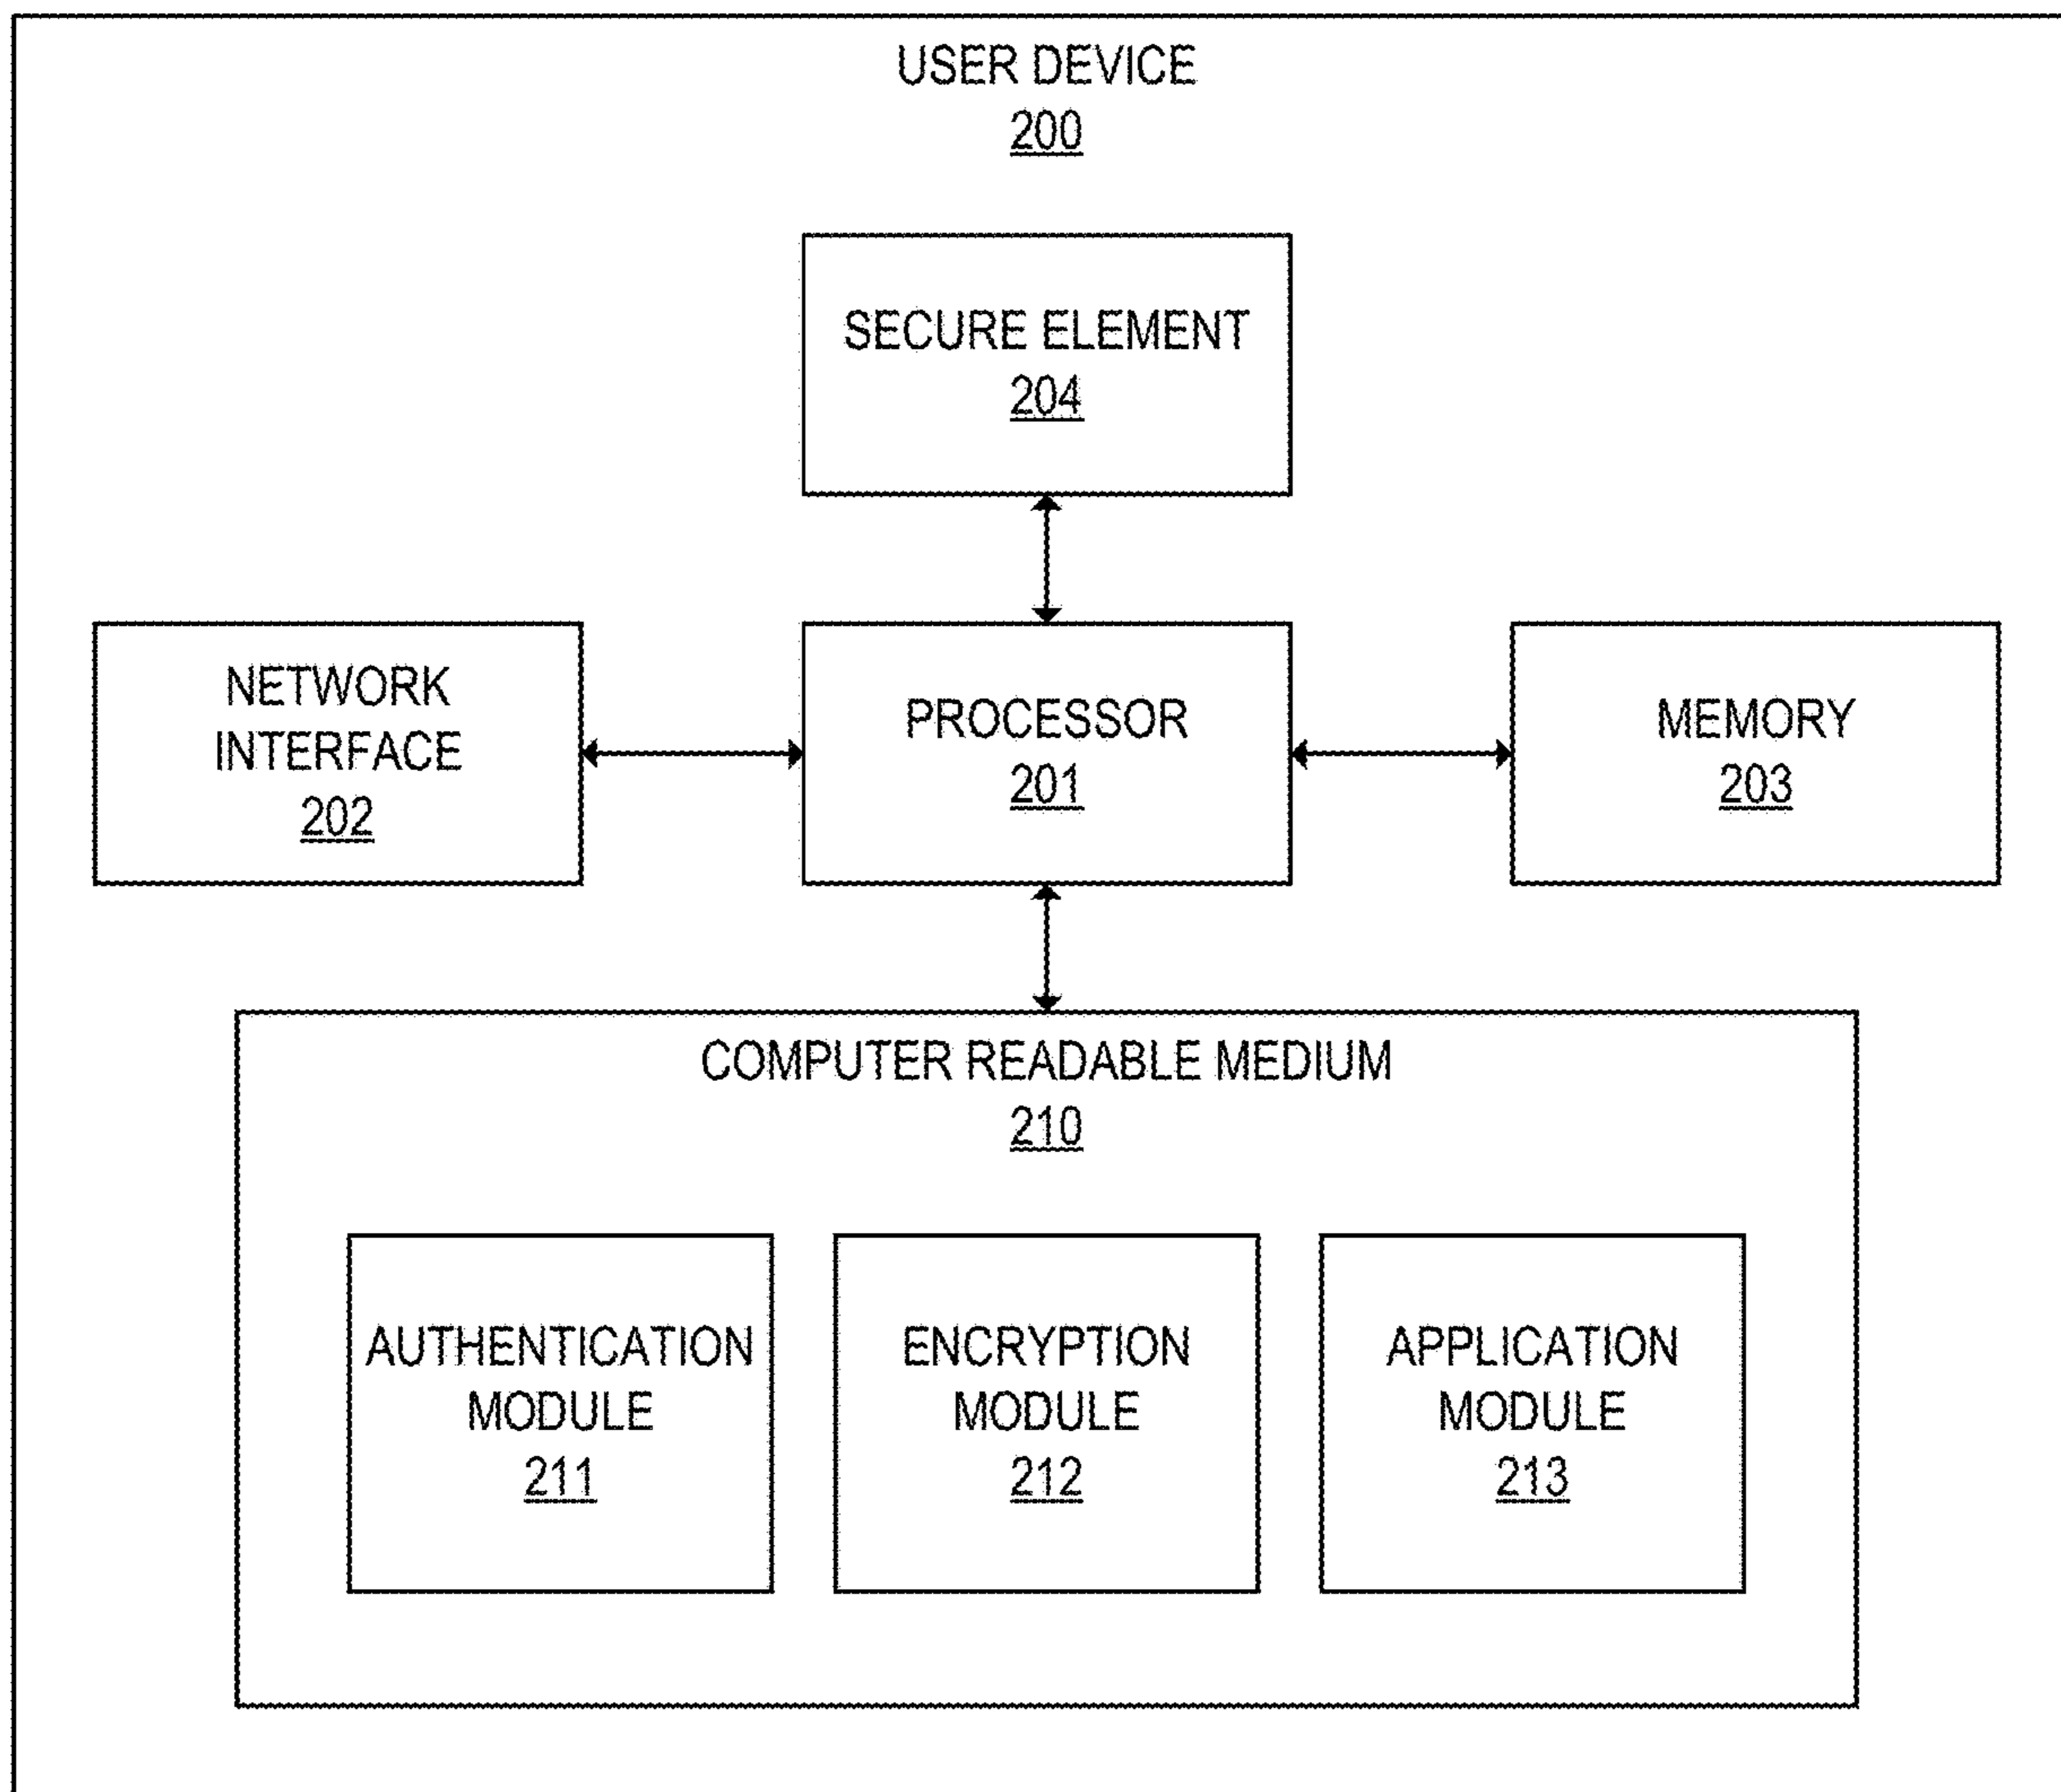 USER DEVICE
200
SECURE ELEMENT
204
NETWORK
INTERFACE
202
PROCESSOR
201
MEMORY
203
COMPUTER READABLE MEDIUM
210
AUTHENTICATION
MODULE
211
ENCRYPTION
MODULE
212
APPLICATION
MODULE
213